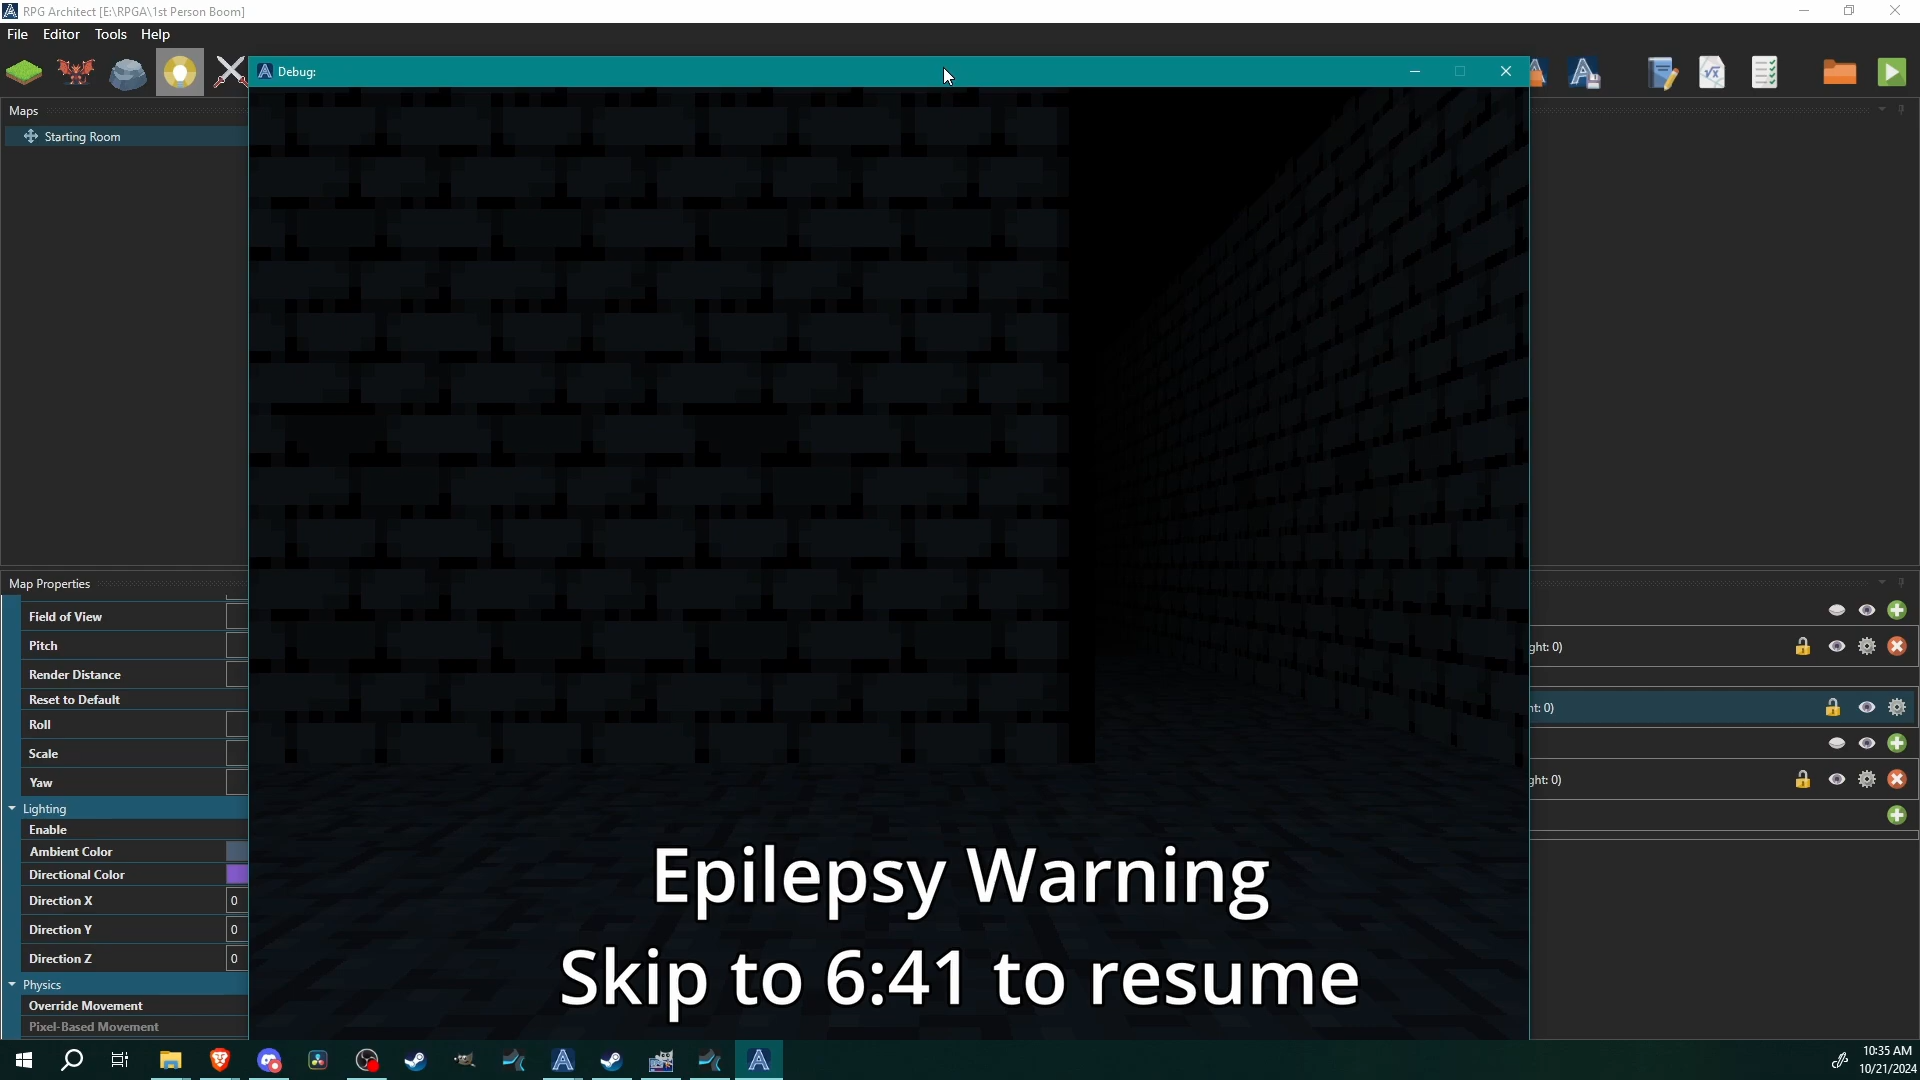 RPG Architect [E:\RPGA\1st Person Boom]
File Editor Tools Help
Debug:
Maps
Starting Room
Map Properties
Field of View
Pitch
Render Distance
Reset to Default
Roll
Scale
Yaw
Lighting
Enable
Ambient Color
Directional Color
Direction X 0
Direction Y 0
Direction Z 0
Physics
Override Movement
Pixel-Based Movement
ght: 0)
ht: 0)
ght: 0)
Epilepsy Warning
Skip to 6:41 to resume
10:35 AM
10/21/2024